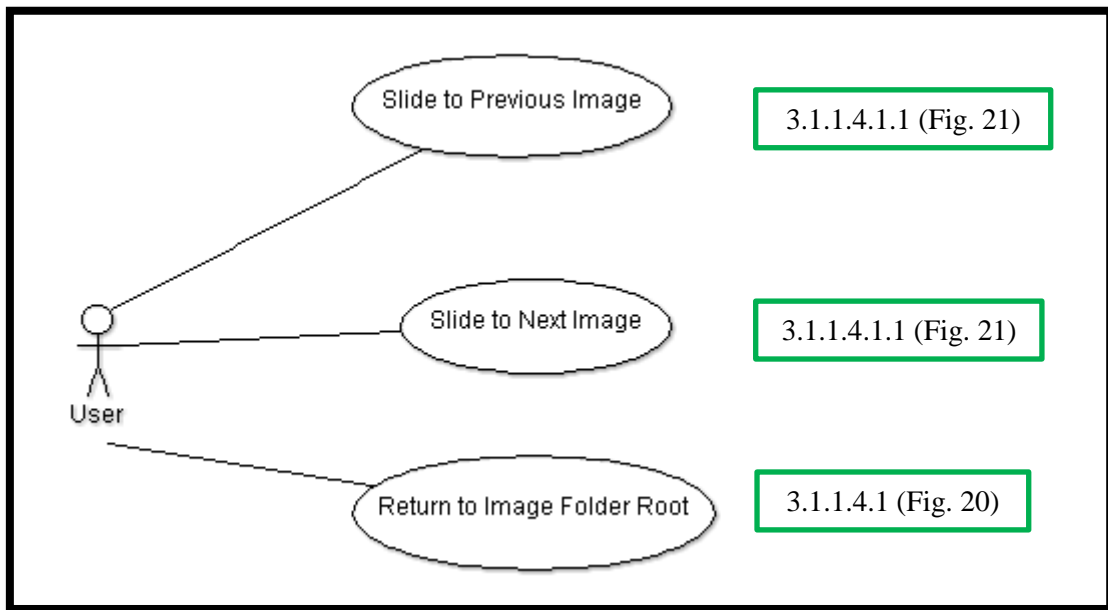 Slide to Previous Image
3.1.1.4.1.1 (Fig. 21)
Slide to Next Image
3.1.1.4.1.1 (Fig. 21)
User
Return to Image Folder Root
3.1.1.4.1 (Fig. 20)